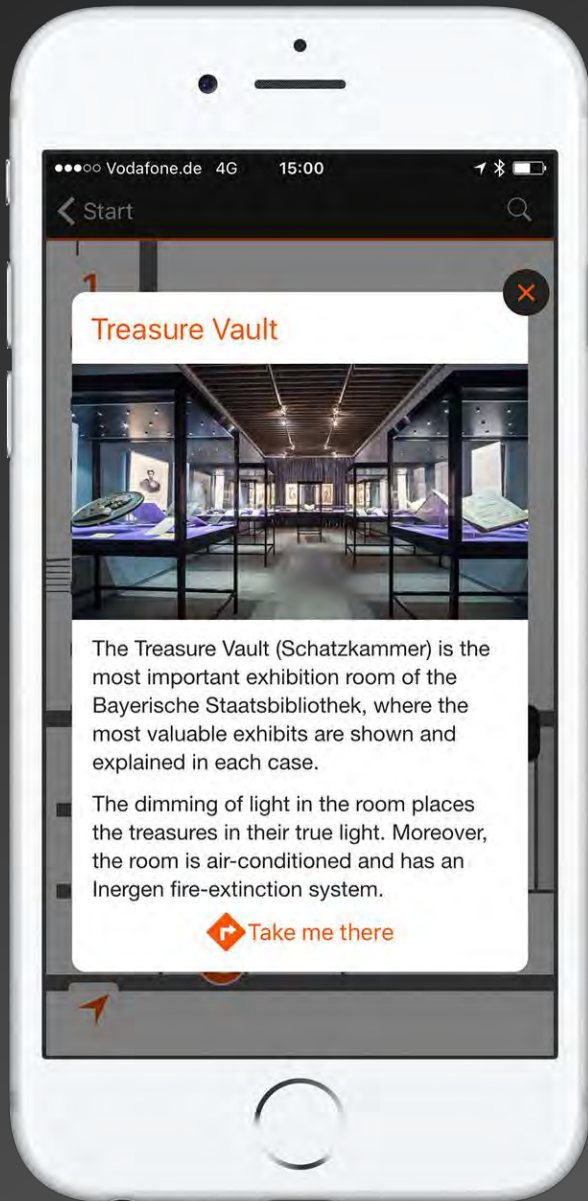 Vodafone.de 4G 15:00
Start
1
Treasure Vault
The Treasure Vault (Schatzkammer) is the
most important exhibition room of the
Bayerische Staatsbibliothek, where the
most valuable exhibits are shown and
explained in each case.
The dimming of light in the room places
the treasures in their true light. Moreover,
the room is air-conditioned and has an
Inergen fire-extinction system.
Take me there